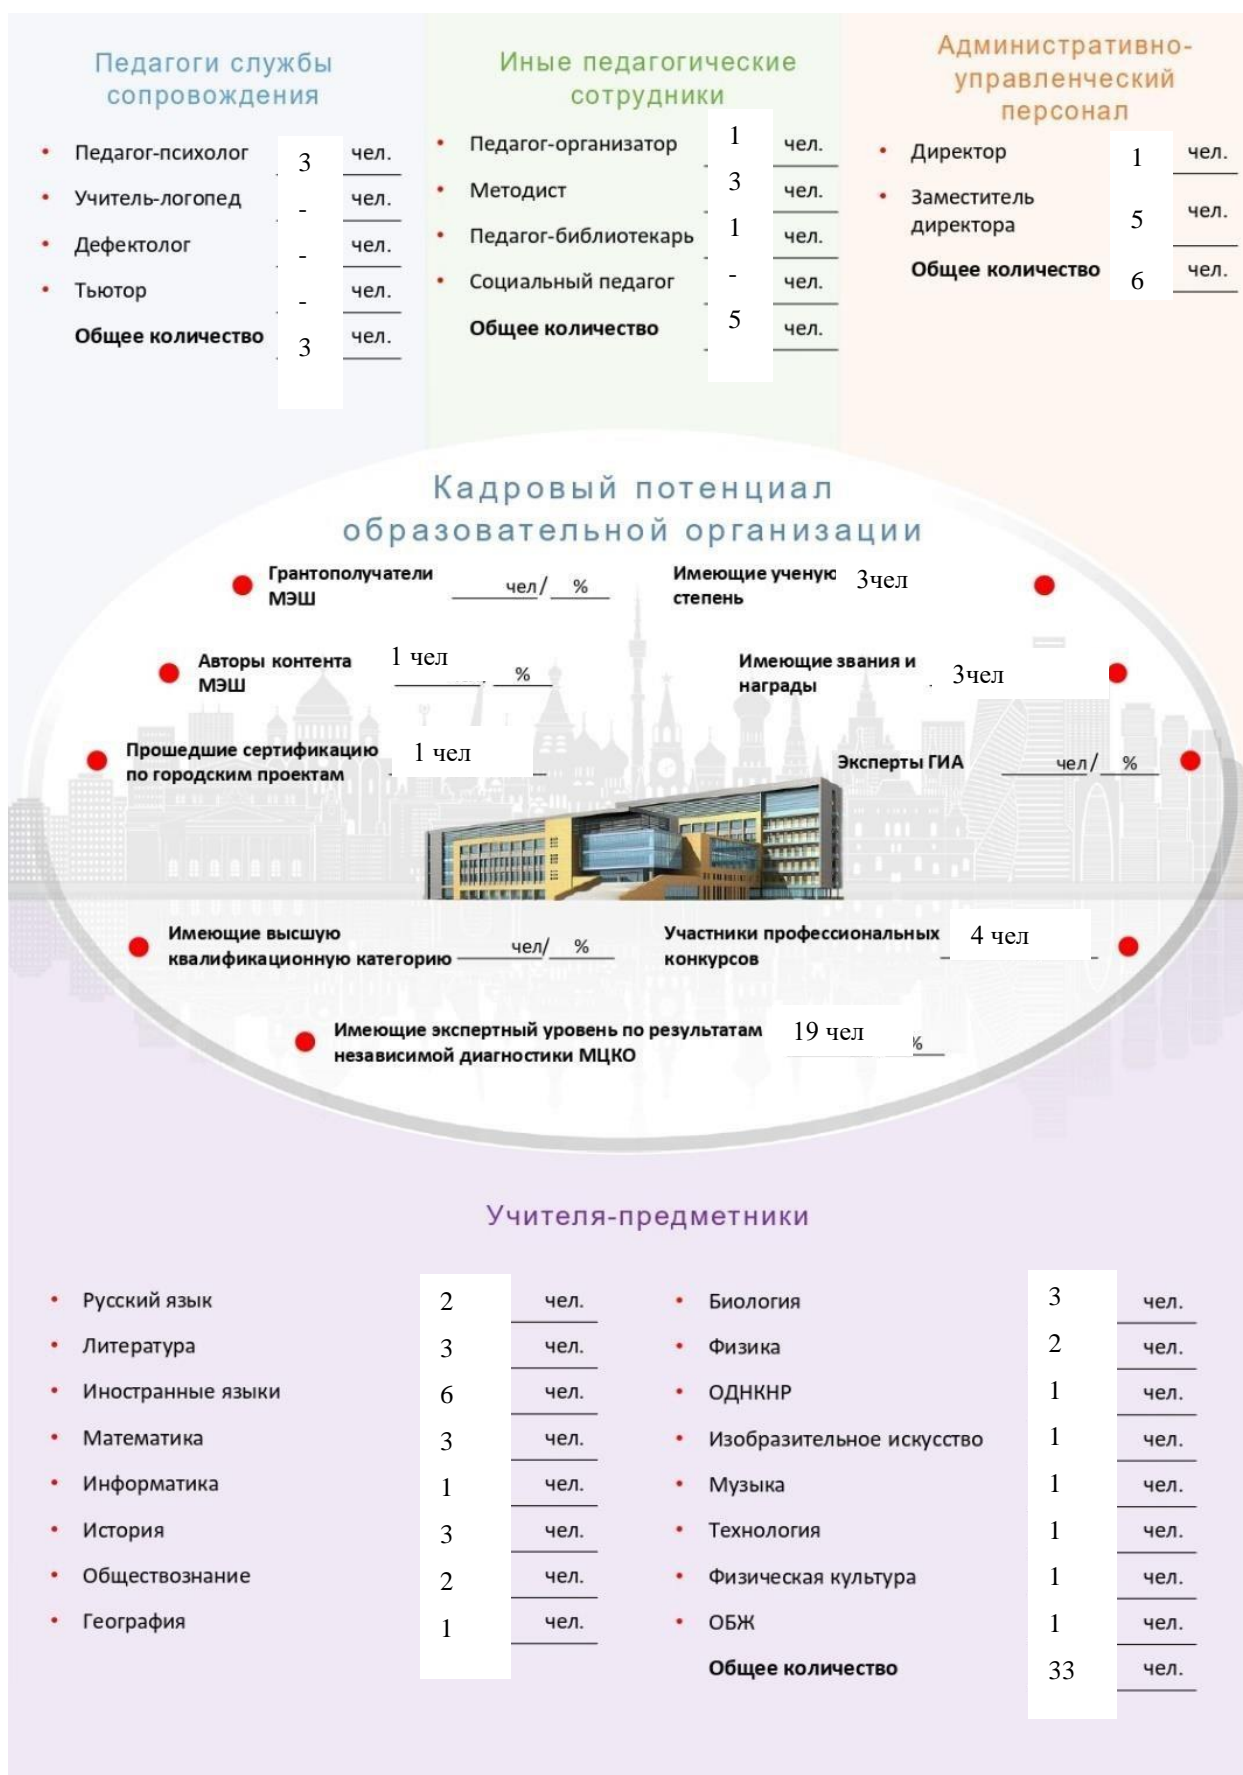 Педагоги службы
сопровождения
• Педагог-психолог 3 чел.
• Учитель-логопед - чел.
• Дефектолог - чел.
• Тьютор - чел.
Общее количество 3 чел.
Иные педагогические
сотрудники
• Педагог-организатор 1 чел.
• Методист 3 чел.
• Педагог-библиотекарь 1 чел.
• Социальный педагог - чел.
Общее количество 5 чел.
Административно-
управленческий
персонал
• Директор 1 чел.
• Заместитель
директора 5 чел.
Общее количество 6 чел.
Кадровый потенциал
образовательной организации
Грантополучатели
МЭШ чел/ %
Имеющие ученую
степень 3чел
Авторы контента
МЭШ 1 чел %
Имеющие звания и
награды 3чел
Прошедшие сертификацию
по городским проектам 1 чел
Эксперты ГИА чел/ %
Имеющие высшую
квалификационную категорию чел/ %
Участники профессиональных
конкурсов 4 чел
Имеющие экспертный уровень по результатам
независимой диагностики МЦКО 19 чел %
Учителя-предметники
• Русский язык 2 чел.
• Литература 3 чел.
• Иностранные языки 6 чел.
• Математика 3 чел.
• Информатика 1 чел.
• История 3 чел.
• Обществознание 2 чел.
• География 1 чел.
• Биология 3 чел.
• Физика 2 чел.
• ОДНКНР 1 чел.
• Изобразительное искусство 1 чел.
• Музыка 1 чел.
• Технология 1 чел.
• Физическая культура 1 чел.
• ОБЖ 1 чел.
Общее количество 33 чел.